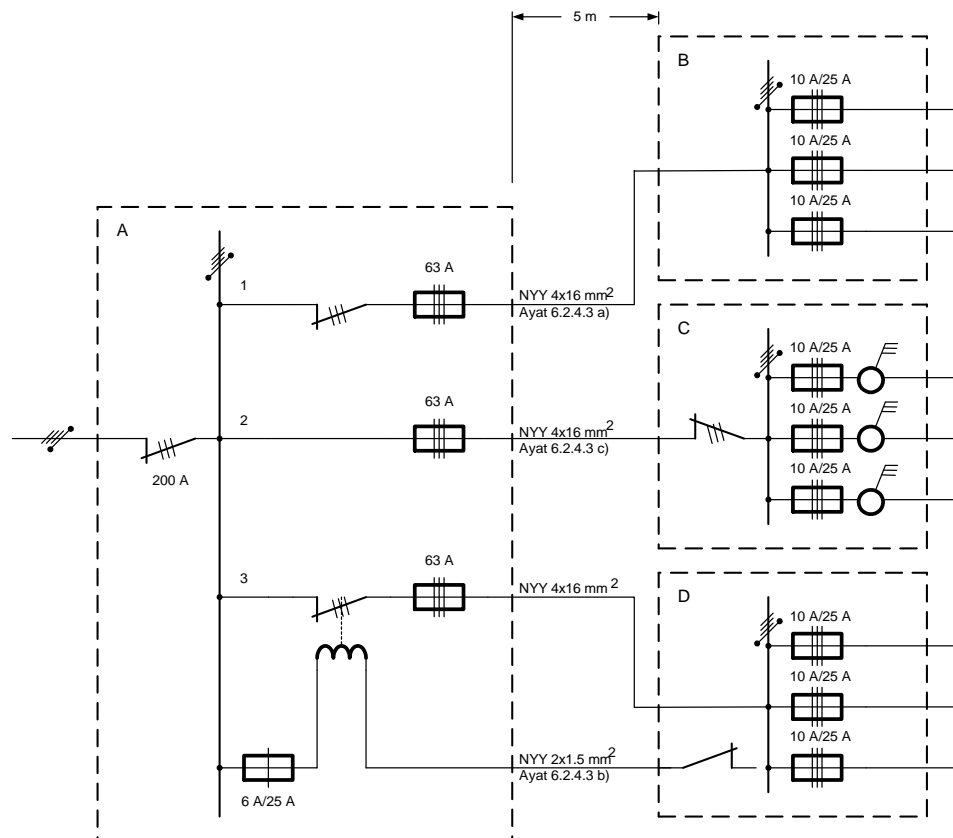 5 m
B
10 A/25 A
10 A/25 A
10 A/25 A
A
1
63 A
NYY 4x16 mm²
Ayat 6.2.4.3 a)
C
10 A/25 A
10 A/25 A
10 A/25 A
2
63 A
NYY 4x16 mm²
Ayat 6.2.4.3 c)
200 A
3
63 A
NYY 4x16 mm²
D
10 A/25 A
10 A/25 A
10 A/25 A
NYY 2x1.5 mm²
Ayat 6.2.4.3 b)
6 A/25 A